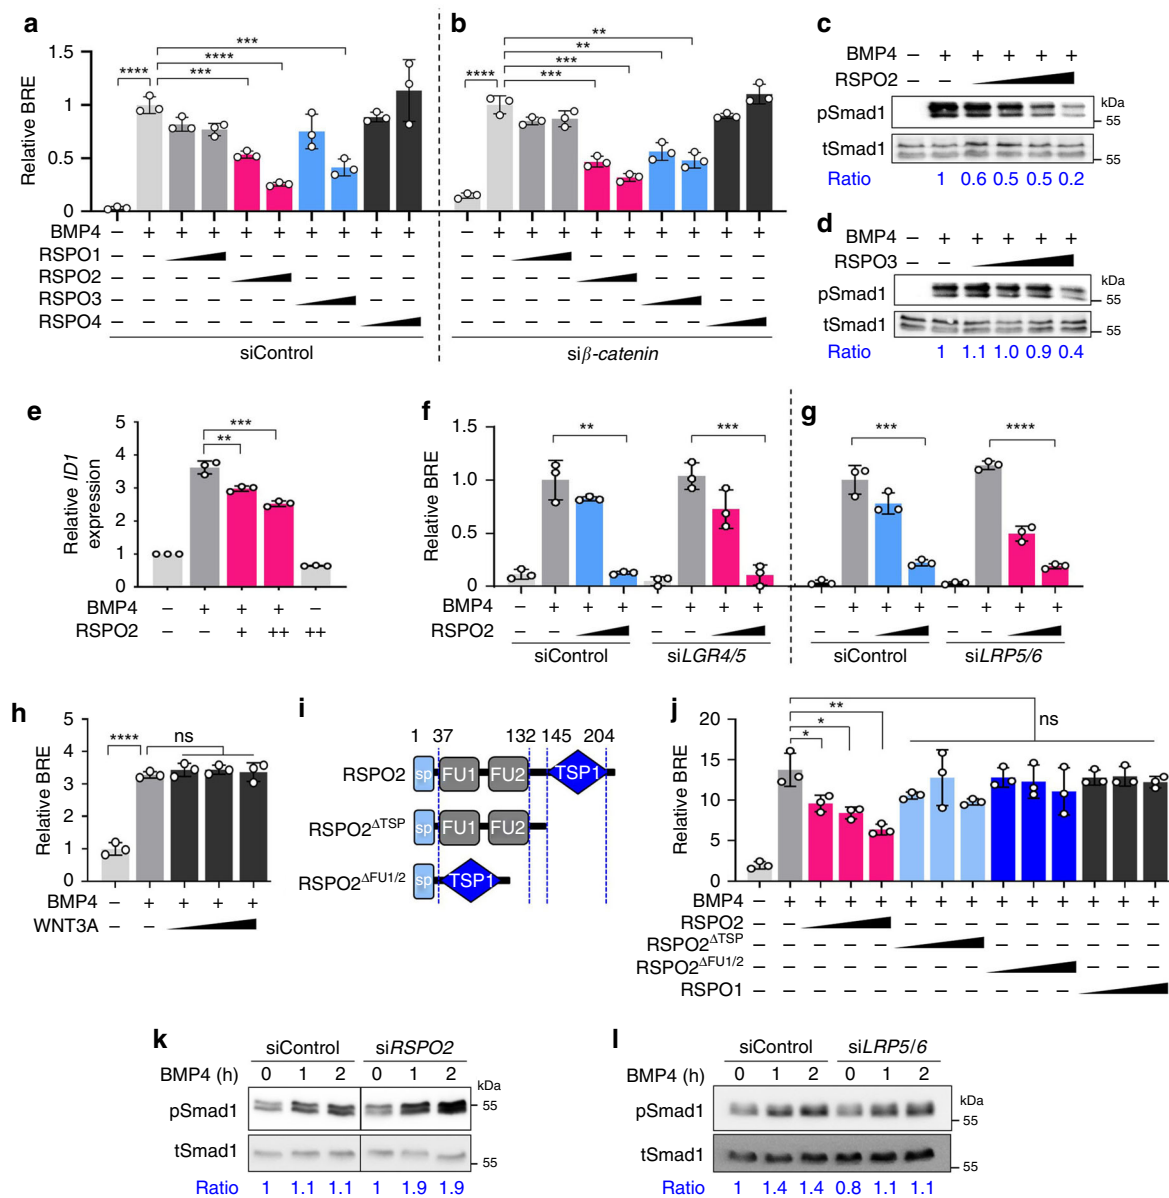 a
Relative BRE
1.5
1
0.5
0
****
***
****
***
BMP4 – + + + + + + + + +
RSPO1 – – – – – – – –
RSPO2 – – – – – – – –
RSPO3 – – – – – – – –
RSPO4 – – – – – – – –
siControl
b
****
**
**
***
***
– + + + + + + + + +
– – – – – – – –
– – – – – – – –
– – – – – – – –
– – – – – – – –
siβ-catenin
c
BMP4 – + + + + +
RSPO2 – –
pSmad1
tSmad1
kDa
55
55
Ratio 1 0.6 0.5 0.5 0.2
d
BMP4 – + + + + +
RSPO3 – –
pSmad1
tSmad1
kDa
55
55
Ratio 1 1.1 1.0 0.9 0.4
e
Relative ID1 expression
5
4
3
2
1
0
***
**
BMP4 – + + + –
RSPO2 – – + ++ ++
f
Relative BRE
1.5
1.0
0.5
0
**
***
BMP4 – + + + – + + +
RSPO2 – – – –
siControl siLGR4/5
g
***
****
– + + + – + + +
– – – –
siControl siLRP5/6
h
Relative BRE
5
4
3
2
1
0
****
ns
BMP4 – + + + +
WNT3A – –
i
1 37 132 145 204
RSPO2 sp FU1 FU2 TSP1
RSPO2ΔTSP sp FU1 FU2
RSPO2ΔFU1/2 sp TSP1
j
Relative BRE
20
15
10
5
0
**
*
*
ns
BMP4 – + + + + + + + + + + + + +
RSPO2 – – – – – – – – – – –
RSPO2ΔTSP – – – – – – – – – – –
RSPO2ΔFU1/2 – – – – – – – – – – –
RSPO1 – – – – – – – – – – –
k
siControl siRSPO2
BMP4 (h) 0 1 2 0 1 2
kDa
pSmad1
55
tSmad1
55
Ratio 1 1.1 1.1 1 1.9 1.9
l
siControl siLRP5/6
BMP4 (h) 0 1 2 0 1 2
kDa
pSmad1
55
tSmad1
55
Ratio 1 1.4 1.4 0.8 1.1 1.1